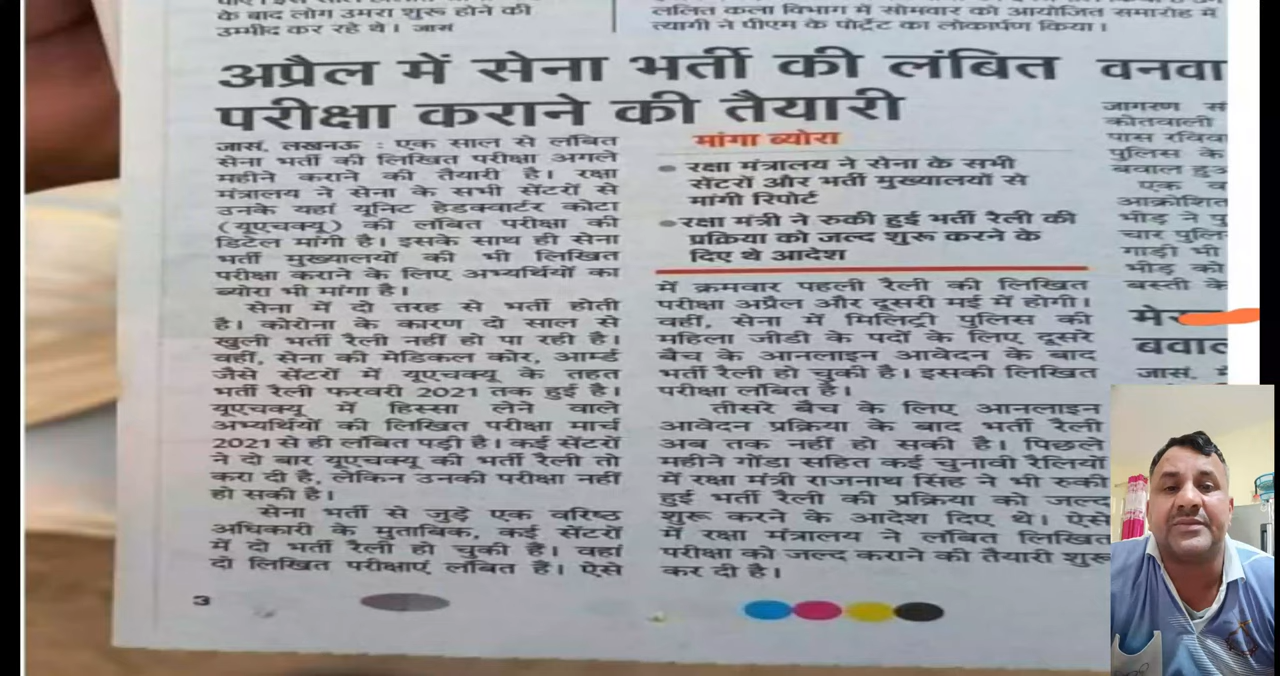 के बाद लोग उमरा शुरू होने की
उम्मीद कर रहे थे। जासं
ललित कला विभाग में सोमवार को आयोजित समारोह में
त्यागी ने पीएम के पोर्ट्रेट का लोकार्पण किया।
अप्रैल में सेना भर्ती की लंबित
परीक्षा कराने की तैयारी
जासं, लखनऊ : एक साल से लंबित
सेना भर्ती की लिखित परीक्षा अगले
महीने कराने की तैयारी है। रक्षा
मंत्रालय ने सेना के सभी सेंटरों से
उनके यहां यूनिट हेडक्वार्टर कोटा
(यूएचक्यू) की लंबित परीक्षा की
डिटेल मांगी है। इसके साथ ही सेना
भर्ती मुख्यालयों की भी लिखित
परीक्षा कराने के लिए अभ्यर्थियों का
ब्योरा भी मांगा है।
सेना में दो तरह से भर्ती होती
है। कोरोना के कारण दो साल से
खुली भर्ती रैली नहीं हो पा रही है।
वहीं, सेना की मेडिकल कोर, आर्म्ड
जैसे सेंटरों में यूएचक्यू के तहत
भर्ती रैली फरवरी 2021 तक हुई है।
यूएचक्यू में हिस्सा लेने वाले
अभ्यर्थियों की लिखित परीक्षा मार्च
2021 से ही लंबित पड़ी है। कई सेंटरों
ने दो बार यूएचक्यू की भर्ती रैली तो
करा दी है, लेकिन उनकी परीक्षा नहीं
हो सकी है।
सेना भर्ती से जुड़े एक वरिष्ठ
अधिकारी के मुताबिक, कई सेंटरों
में दो भर्ती रैली हो चुकी हैं। वहां
दो लिखित परीक्षाएं लंबित हैं। ऐसे
मांगा ब्योरा
रक्षा मंत्रालय ने सेना के सभी
सेंटरों और भर्ती मुख्यालयों से
मांगी रिपोर्ट
रक्षा मंत्री ने रुकी हुई भर्ती रैली की
प्रक्रिया को जल्द शुरू करने के
दिए थे आदेश
में क्रमवार पहली रैली की लिखित
परीक्षा अप्रैल और दूसरी मई में होगी।
वहीं, सेना में मिलिट्री पुलिस की
महिला जीडी के पदों के लिए दूसरे
बैच के आनलाइन आवेदन के बाद
भर्ती रैली हो चुकी है। इसकी लिखित
परीक्षा लंबित है।
तीसरे बैच के लिए आनलाइन
आवेदन प्रक्रिया के बाद भर्ती रैली
अब तक नहीं हो सकी है। पिछले
महीने गोंडा सहित कई चुनावी रैलियों
में रक्षा मंत्री राजनाथ सिंह ने भी रुकी
हुई भर्ती रैली की प्रक्रिया को जल्द
शुरू करने के आदेश दिए थे। ऐसे
में रक्षा मंत्रालय ने लंबित लिखित
परीक्षा को जल्द कराने की तैयारी शुरू
कर दी है।
वनवा
जागरण सं
कोतवाली
पास रविव
पुलिस के
बवाल हु
एक व
आक्रोशित
भीड़ ने पु
चार पुलि
गाड़ी भी
भीड़ को
बस्ती के
मे
बवाल
जासं,
3